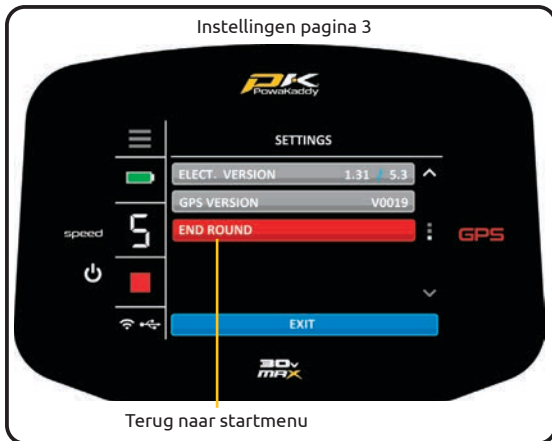 Instellingen pagina 3
PK
PowaKaddy
SETTINGS
ELECT. VERSION 1.31 / 5.3
GPS VERSION V0019
speed 5
END ROUND
GPS
EXIT
30V
MAX
Terug naar startmenu